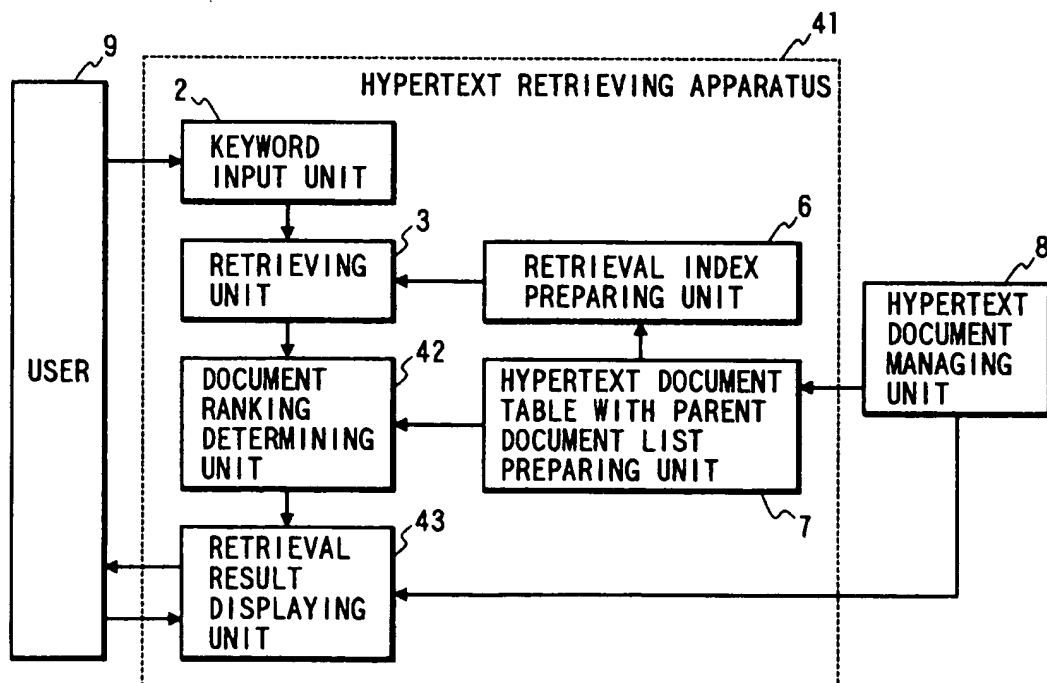 41
9
HYPERTEXT RETRIEVING APPARATUS
2
KEYWORD
INPUT UNIT
3
RETRIEVING
UNIT
6
RETRIEVAL INDEX
PREPARING UNIT
8
HYPERTEXT
DOCUMENT
MANAGING
UNIT
USER
42
DOCUMENT
RANKING
DETERMINING
UNIT
HYPERTEXT DOCUMENT
TABLE WITH PARENT
DOCUMENT LIST
PREPARING UNIT
7
43
RETRIEVAL
RESULT
DISPLAYING
UNIT